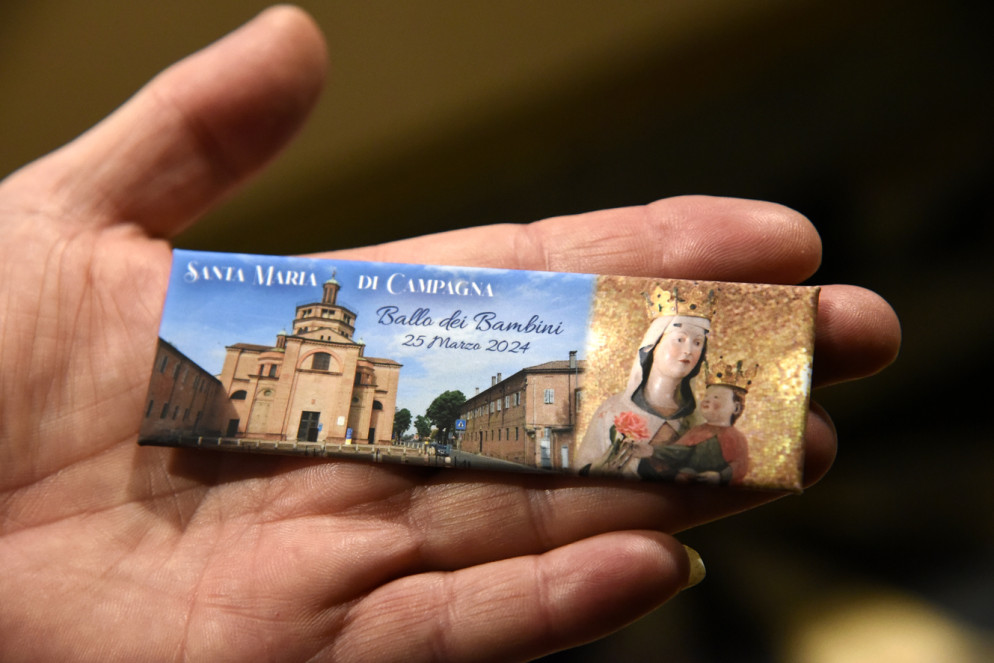 Santa Maria di Campagna
Ballo dei Bambini
25 Marzo 2024